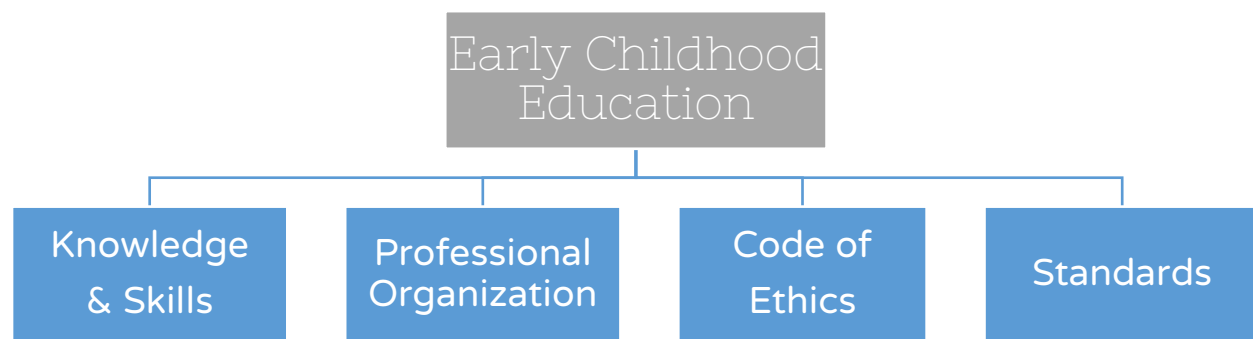 Early Childhood
Education
Knowledge
& Skills
Professional
Organization
Code of
Ethics
Standards